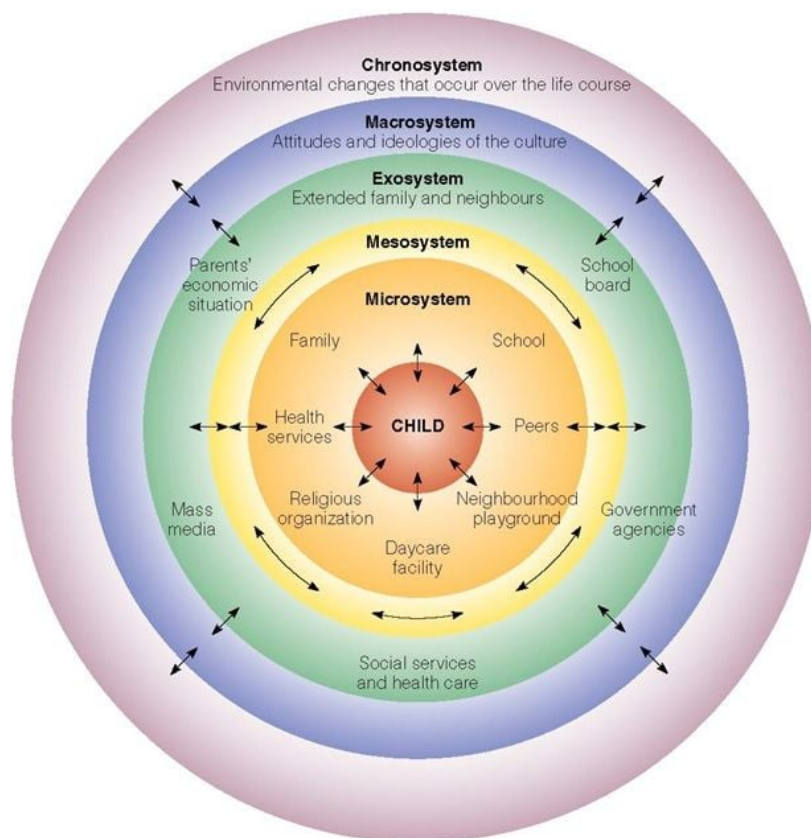 Chronosystem
Environmental changes that occur over the life course
Macrosystem
Attitudes and ideologies of the culture
Exosystem
Extended family and neighbours
Mesosystem
Parents'
economic
situation
School
board
Microsystem
Family
School
Health
services
CHILD
Peers
Religious
organization
Neighbourhood
playground
Mass
media
Government
agencies
Daycare
facility
Social services
and health care